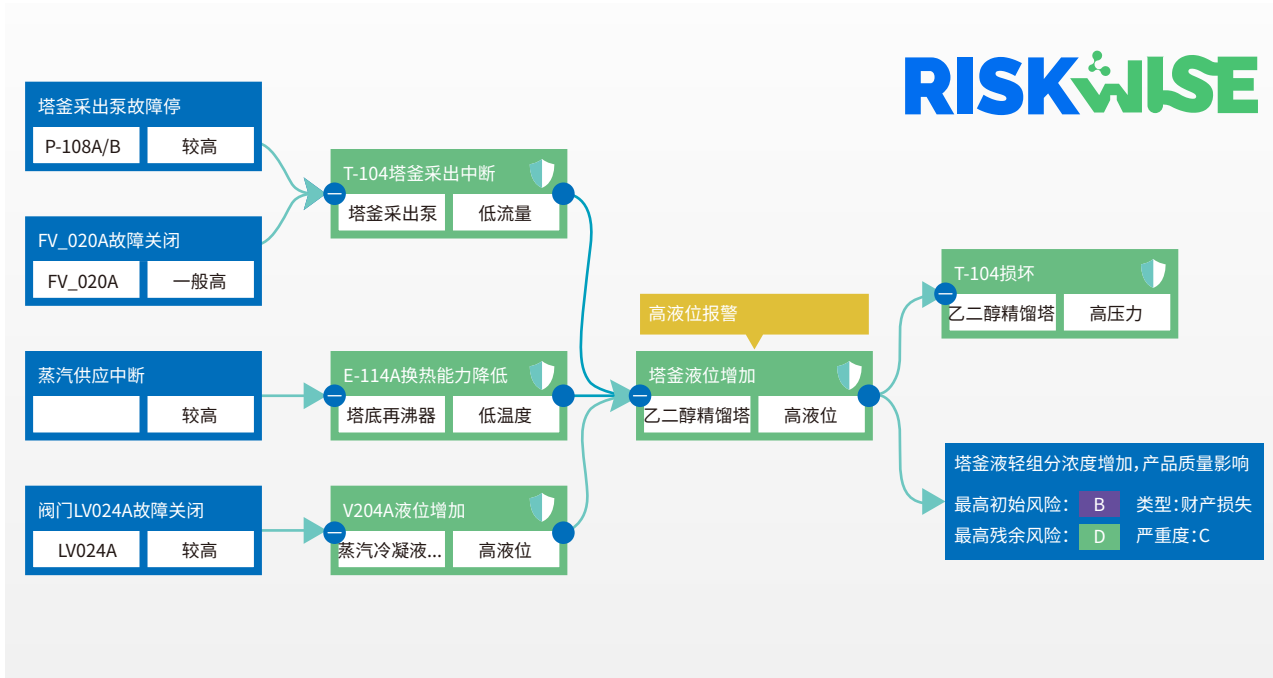 RISKWISE
塔釜采出泵故障停
P-108A/B
较高
T-104塔釜采出中断
塔釜采出泵
低流量
FV_020A故障关闭
FV_020A
一般高
T-104损坏
乙二醇精馏塔
高压力
高液位报警
蒸汽供应中断
较高
E-114A换热能力降低
塔底再沸器
低温度
塔釜液位增加
乙二醇精馏塔
高液位
塔釜液轻组分浓度增加,产品质量影响
最高初始风险: B 类型:财产损失
最高残余风险: D 严重度:C
阀门LV024A故障关闭
LV024A
较高
V204A液位增加
蒸汽冷凝液...
高液位